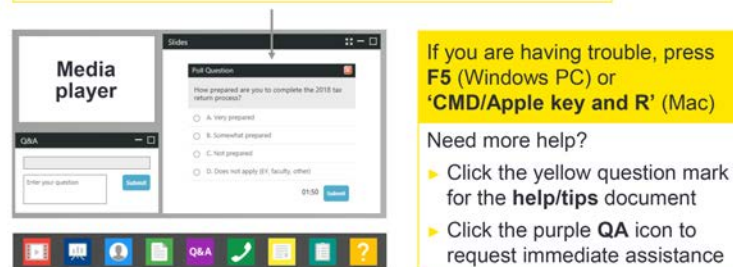 Slides
Media
player
Poll Question
How prepared are you to complete the 2018 tax
return process?
A. Very prepared
B. Somewhat prepared
C. Not prepared
D. Does not apply (EY, faculty, other)
01:50
Submit
Q&A
Enter your question
Submit
Q&A
?
If you are having trouble, press
F5 (Windows PC) or
‘CMD/Apple key and R’ (Mac)
Need more help?
Click the yellow question mark
for the help/tips document
Click the purple QA icon to
request immediate assistance